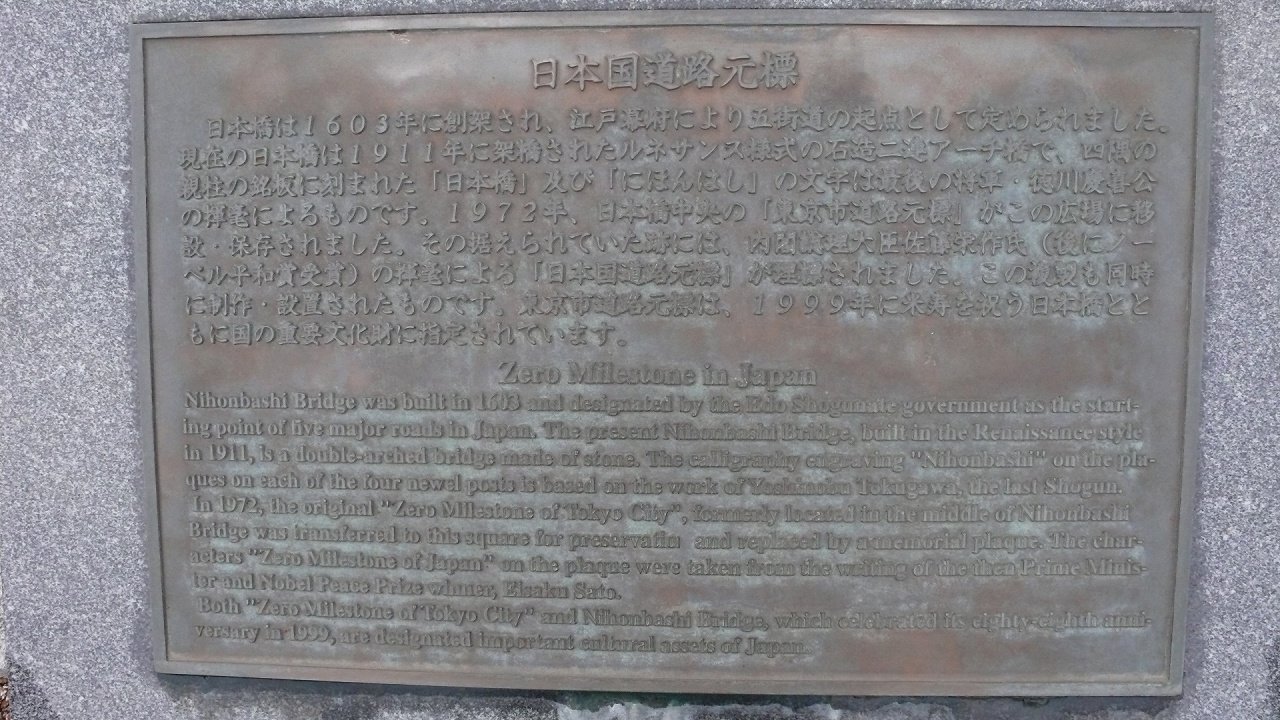 日本国道路元標
日本橋は1603年に創架され、江戸幕府により五街道の起点として定められました。
現在の日本橋は1911年に架橋されたルネサンス様式の石造二連アーチ橋で、四隅の
親柱の銘板に刻まれた「日本橋」及び「にほんはし」の文字は最後の将軍・徳川慶喜公
の揮毫によるものです。1972年、日本橋中央の「東京市道路元標」がこの広場に移
設・保存されました。その据えられていた跡には、内閣総理大臣佐藤栄作氏(後にノー
ベル平和賞受賞)の揮毫による「日本国道路元標」が埋標されました。この複製も同時
に制作・設置されたものです。東京市道路元標は、1999年に米寿を祝う日本橋とと
もに国の重要文化財に指定されています。
Zero Milestone in Japan
Nihonbashi Bridge was built in 1603 and designated by the Edo Shogunate government as the start-
ing point of five major roads in Japan. The present Nihonbashi Bridge, built in the Renaissance style
in 1911, is a double-arched bridge made of stone. The calligraphy engraving "Nihonbashi" on the pla-
ques on each of the four newel posts is based on the work of Yoshinobu Tokugawa, the last Shogun.
In 1972, the original "Zero Milestone of Tokyo City", formerly located in the middle of Nihonbashi
Bridge was transferred to this square for preservatin and replaced by a memorial plaque. The char-
acters "Zero Milestone of Japan" on the plaque were taken from the writing of the then Prime Minis-
ter and Nobel Peace Prize winner, Eisaku Sato.
Both "Zero Milestone of Tokyo City" and Nihonbashi Bridge, which celebrated its eighty-eighth anni-
versary in 1999, are designated important cultural assets of Japan.